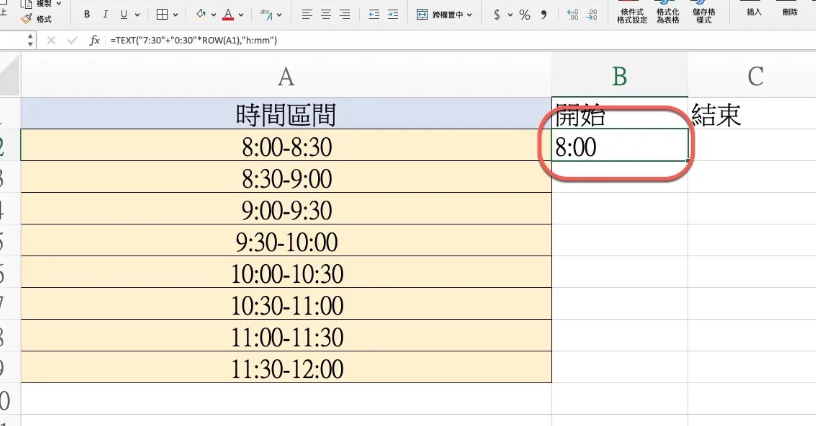 上 複製
格式
B I U A 跨欄置中 $ % 條件式格式設定 格式化為表格 儲存格樣式 插入 刪除
fx =TEXT("7:30"+"0:30"*ROW(A1),"h:mm")
A B C
時間區間 開始 結束
2 8:00-8:30 8:00
3 8:30-9:00
4 9:00-9:30
5 9:30-10:00
6 10:00-10:30
7 10:30-11:00
8 11:00-11:30
9 11:30-12:00
0